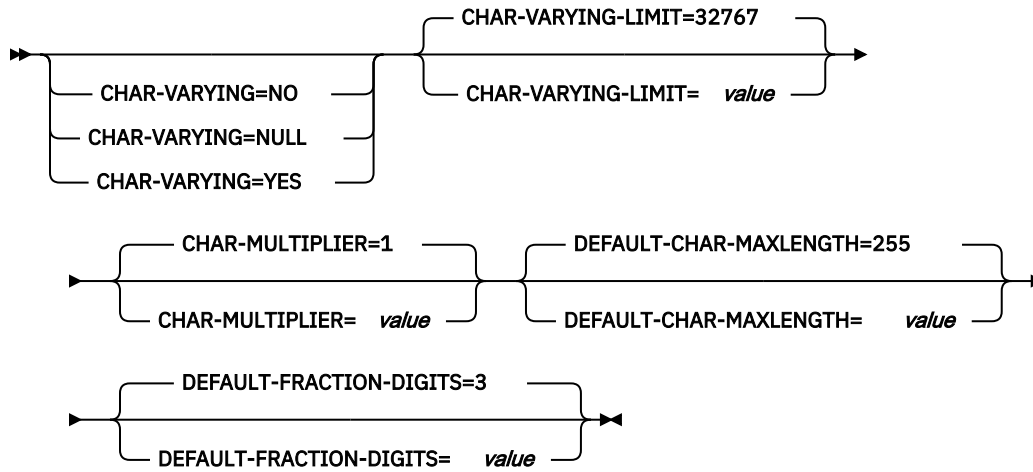 CHAR-VARYING-LIMIT=32767
CHAR-VARYING=NO
CHAR-VARYING-LIMIT= value
CHAR-VARYING=NULL
CHAR-VARYING=YES
CHAR-MULTIPLIER=1
DEFAULT-CHAR-MAXLENGTH=255
CHAR-MULTIPLIER= value
DEFAULT-CHAR-MAXLENGTH= value
DEFAULT-FRACTION-DIGITS=3
DEFAULT-FRACTION-DIGITS= value